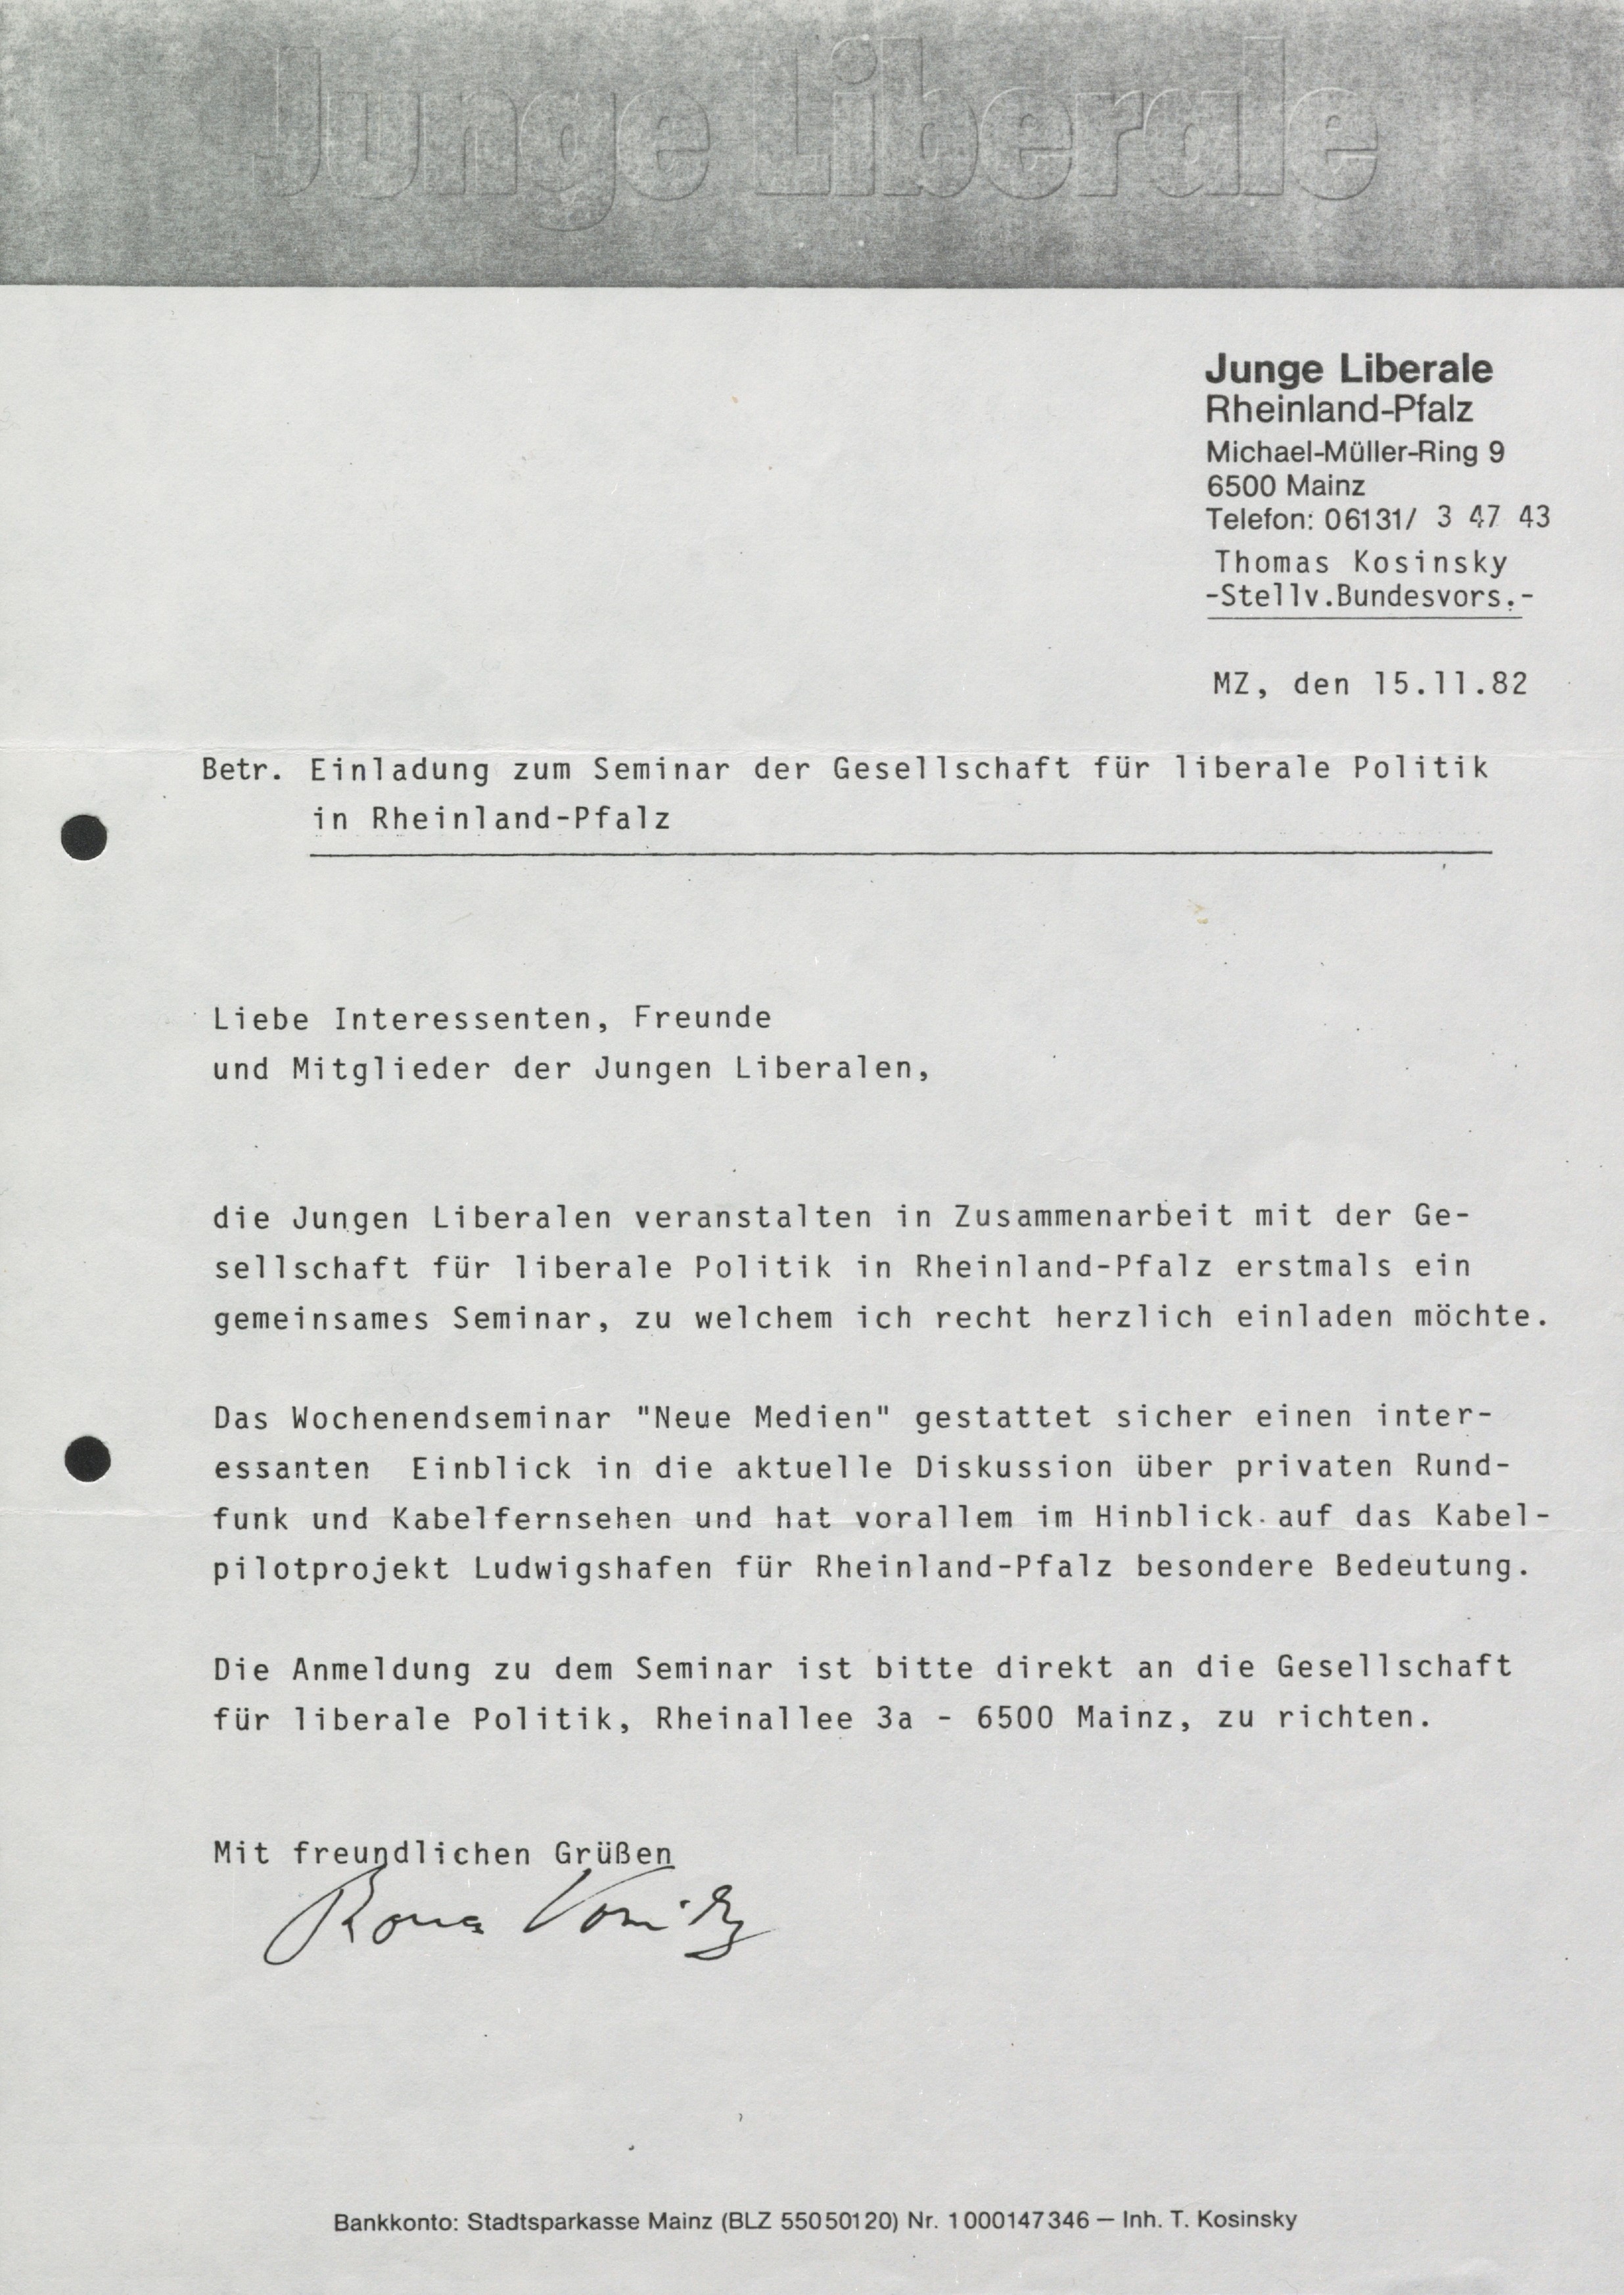 Junge Liberale
Junge Liberale
Rheinland-Pfalz
Michael-Müller-Ring 9
6500 Mainz
Telefon: 06131/ 3 47 43
Thomas Kosinsky
-Stellv.Bundesvors.-
MZ, den 15.11.82
Betr. Einladung zum Seminar der Gesellschaft für liberale Politik
in Rheinland-Pfalz
Liebe Interessenten, Freunde
und Mitglieder der Jungen Liberalen,
die Jungen Liberalen veranstalten in Zusammenarbeit mit der Ge-
sellschaft für liberale Politik in Rheinland-Pfalz erstmals ein
gemeinsames Seminar, zu welchem ich recht herzlich einladen möchte.
Das Wochenendseminar "Neue Medien" gestattet sicher einen inter-
essanten Einblick in die aktuelle Diskussion über privaten Rund-
funk und Kabelfernsehen und hat vorallem im Hinblick auf das Kabel-
pilotprojekt Ludwigshafen für Rheinland-Pfalz besondere Bedeutung.
Die Anmeldung zu dem Seminar ist bitte direkt an die Gesellschaft
für liberale Politik, Rheinallee 3a - 6500 Mainz, zu richten.
Mit freundlichen Grüßen
Bankkonto: Stadtsparkasse Mainz (BLZ 55050120) Nr. 1000147346 — Inh. T. Kosinsky